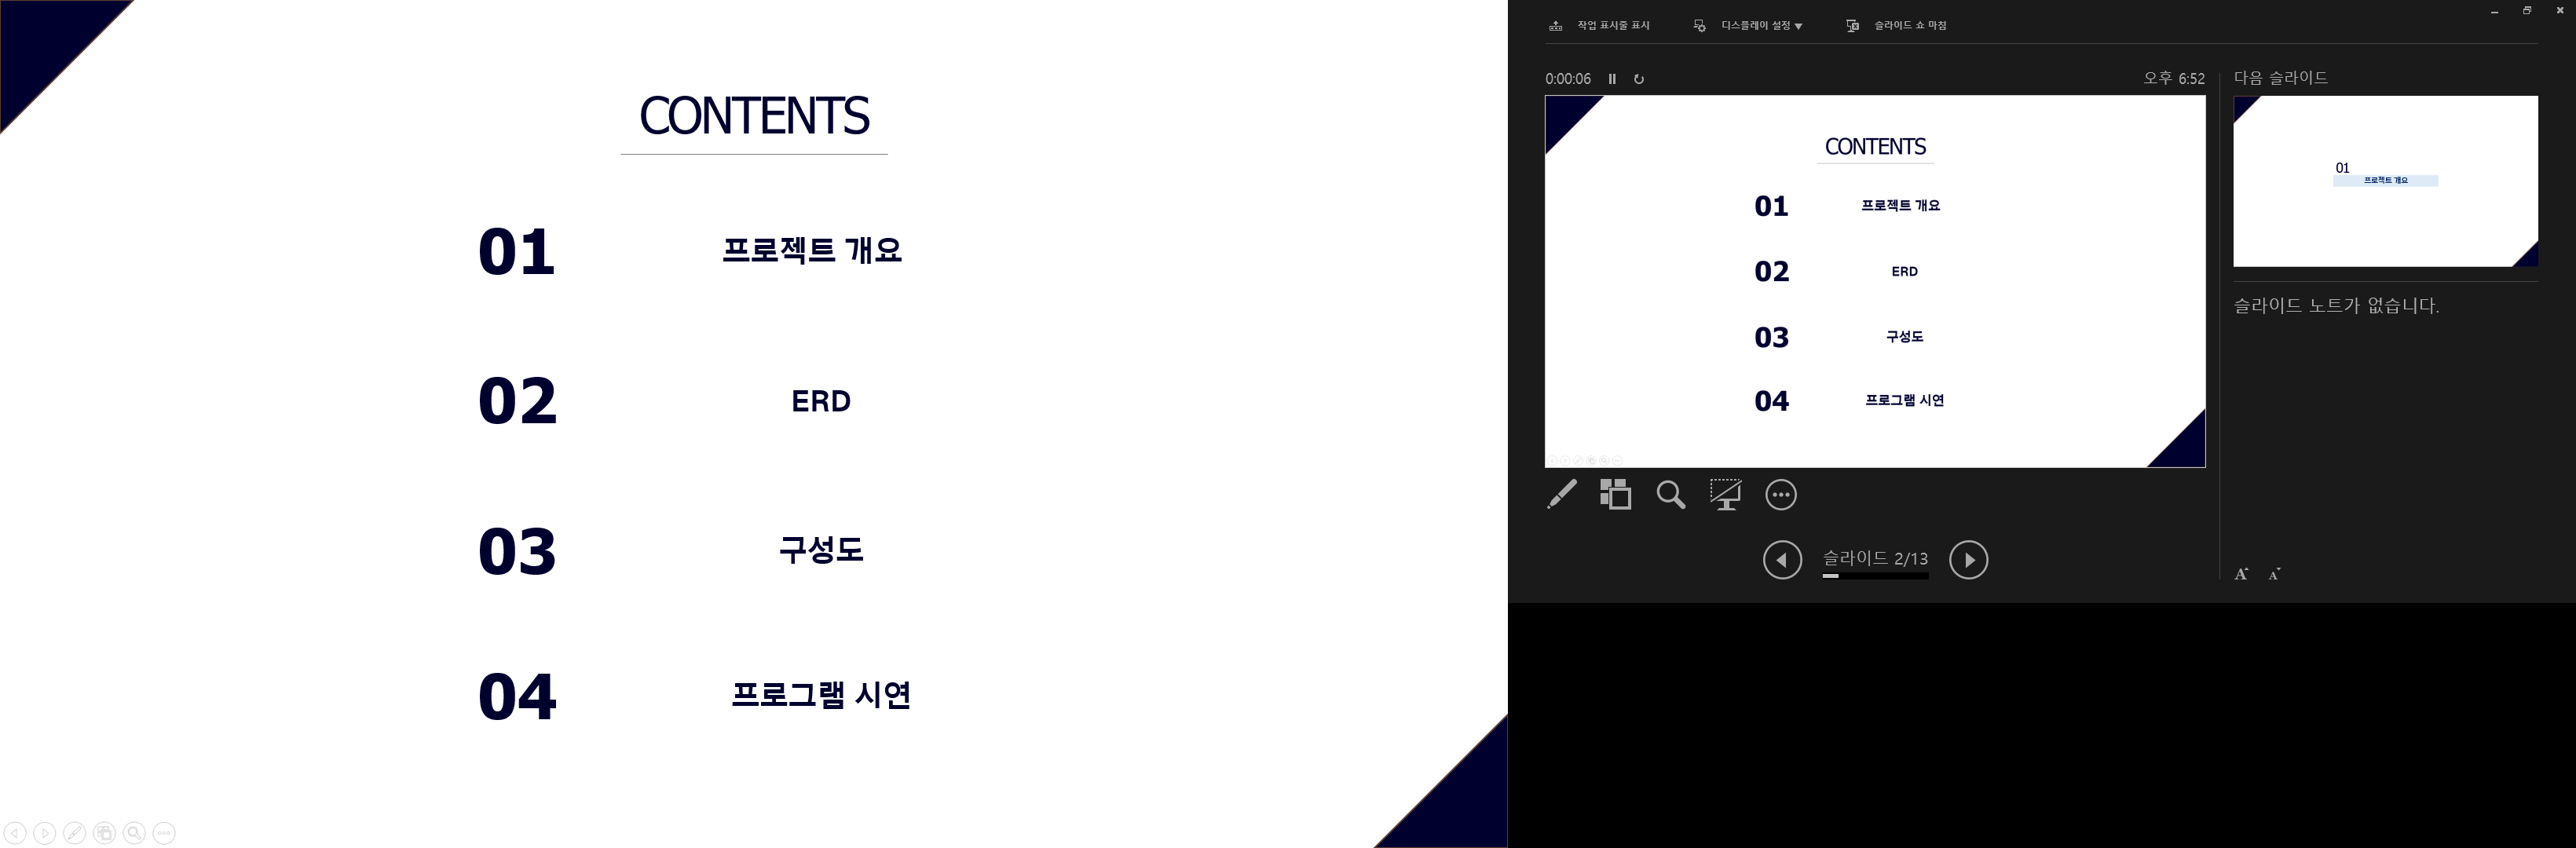 CONTENTS
01 프로젝트 개요
02 ERD
03 구성도
04 프로그램 시연
작업 표시줄 표시
디스플레이 설정
슬라이드 쇼 마침
0:00:06
오후 6:52
CONTENTS
01 프로젝트 개요
02 ERD
03 구성도
04 프로그램 시연
슬라이드 2/13
다음 슬라이드
01
프로젝트 개요
슬라이드 노트가 없습니다.
A A